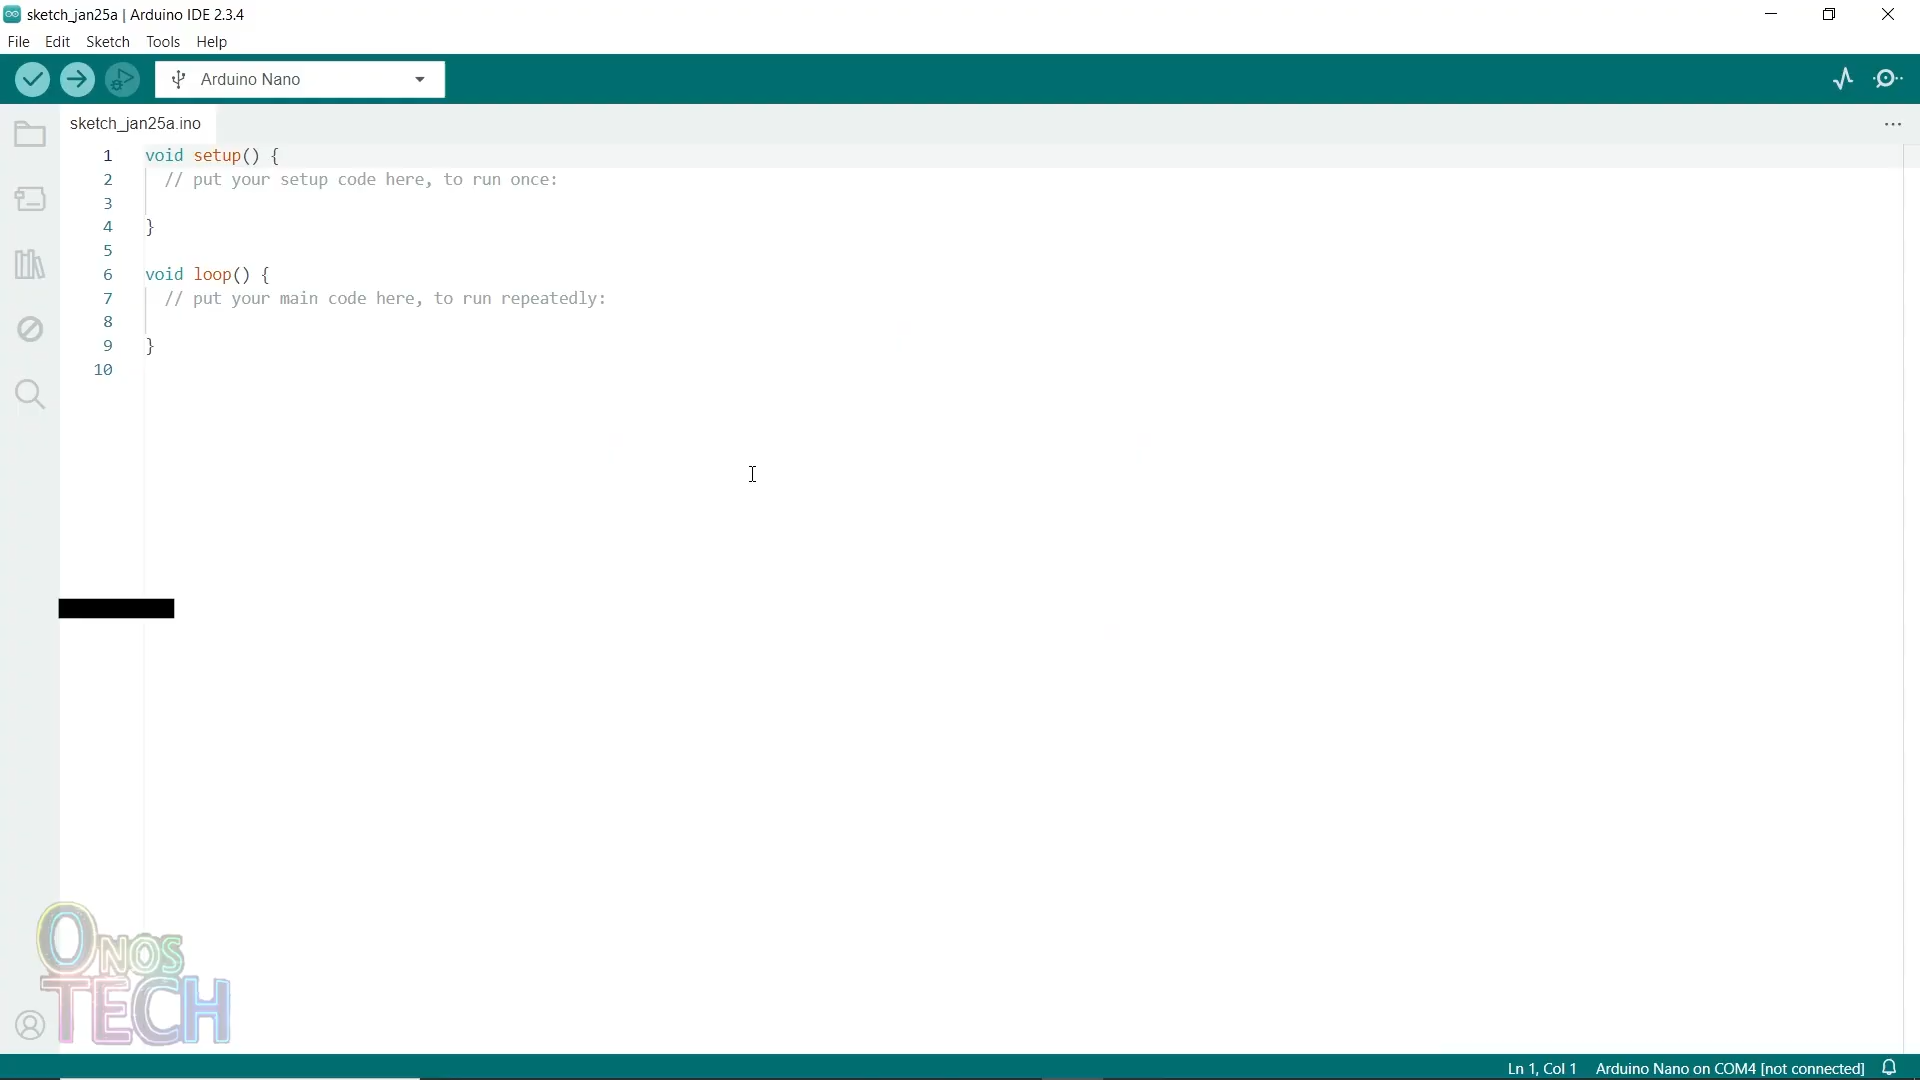 sketch_jan25a | Arduino IDE 2.3.4
File Edit Sketch Tools Help
Arduino Nano
sketch_jan25a.ino
1 void setup() {
2 // put your setup code here, to run once:
3
4 }
5
6 void loop() {
7 // put your main code here, to run repeatedly:
8
9 }
10
ONOS
TECH
Ln 1, Col 1 Arduino Nano on COM4 [not connected]